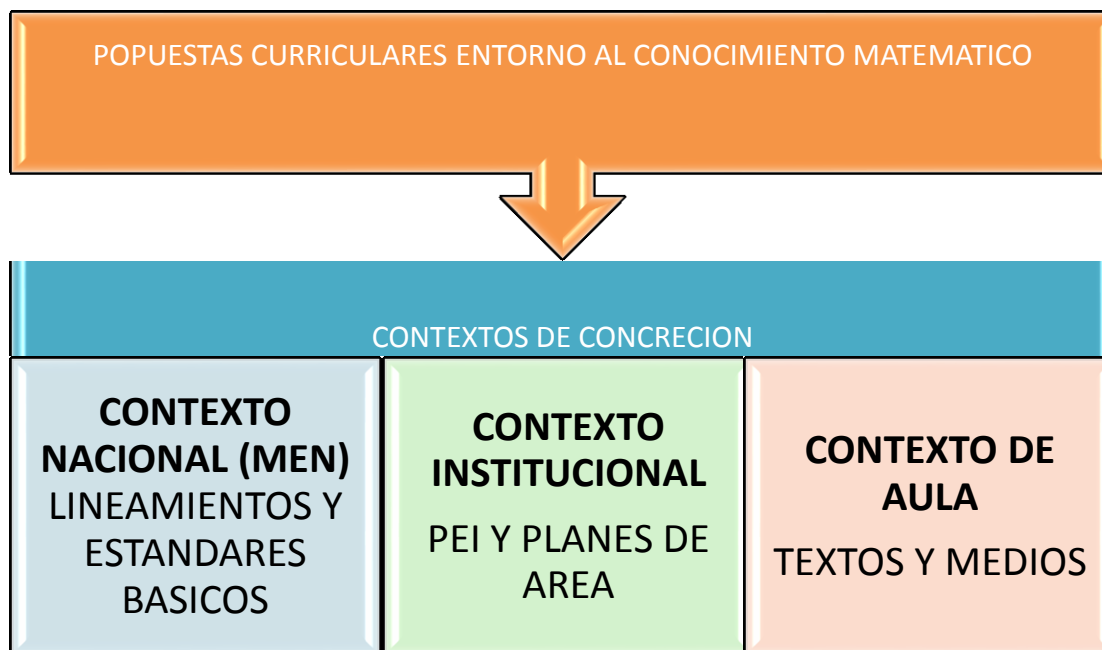 POPUESTAS CURRICULARES ENTORNO AL CONOCIMIENTO MATEMATICO
CONTEXTOS DE CONCRECION
CONTEXTO
NACIONAL (MEN)
LINEAMIENTOS Y
ESTANDARES
BASICOS
CONTEXTO
INSTITUCIONAL
PEI Y PLANES DE
AREA
CONTEXTO DE
AULA
TEXTOS Y MEDIOS